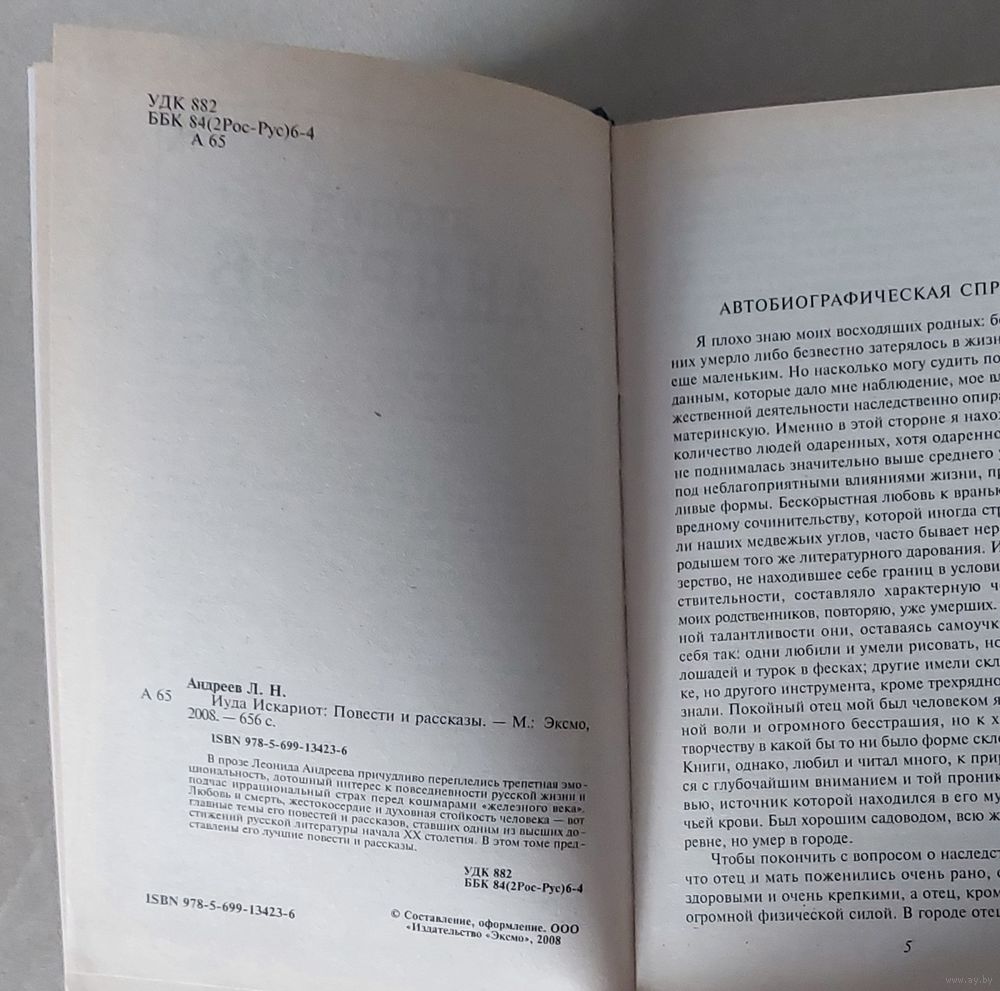 УДК 882
ББК 84(2Рос-Рус)6-4
А 65
Андреев Л. Н.
А 65 Иуда Искариот: Повести и рассказы. — М.: Эксмо,
2008. — 656 с.
ISBN 978-5-699-13423-6
В прозе Леонида Андреева причудливо переплелись трепетная эмо-
циональность, дотошный интерес к повседневности русской жизни и
подчас иррациональный страх перед кошмарами «железного века».
Любовь и смерть, жестокосердие и духовная стойкость человека — вот
главные темы его повестей и рассказов, ставших одним из высших до-
стижений русской литературы начала XX столетия. В этом томе пред-
ставлены его лучшие повести и рассказы.
УДК 882
ББК 84(2Рос-Рус)6-4
ISBN 978-5-699-13423-6
© Составление, оформление. ООО
«Издательство «Эксмо», 2008
АВТОБИОГРАФИЧЕСКАЯ СПР
Я плохо знаю моих восходящих родных: бо
них умерло либо безвестно затерялось в жизн
еще маленьким. Но насколько могу судить по
данным, которые дало мне наблюдение, мое вл
жественной деятельности наследственно опира
материнскую. Именно в этой стороне я нахо
количество людей одаренных, хотя одаренно
не поднималась значительно выше среднего
под неблагоприятными влияниями жизни, пр
ливые формы. Бескорыстная любовь к врань
вредному сочинительству, которой иногда стр
ли наших медвежьих углов, часто бывает нер
родышем того же литературного дарования. И
зерство, не находившее себе границ в услови
ствительности, составляло характерную ч
моих родственников, повторяю, уже умерших.
ной талантливости они, оставаясь самоучк
себя так: одни любили и умели рисовать, но
лошадей и турок в фесках; другие имели скл
ке, но другого инструмента, кроме трехрядно
знали. Покойный отец мой был человеком я
ной воли и огромного бесстрашия, но к х
творчеству в какой бы то ни было форме скло
Книги, однако, любил и читал много, к прир
ся с глубочайшим вниманием и той проник
вью, источник которой находился в его му
чьей крови. Был хорошим садоводом, всю ж
ревне, но умер в городе.
Чтобы покончить с вопросом о наследст
что отец и мать поженились очень рано,
здоровыми и очень крепкими, а отец, кром
огромной физической силой. В городе отец
5
www.ay.by